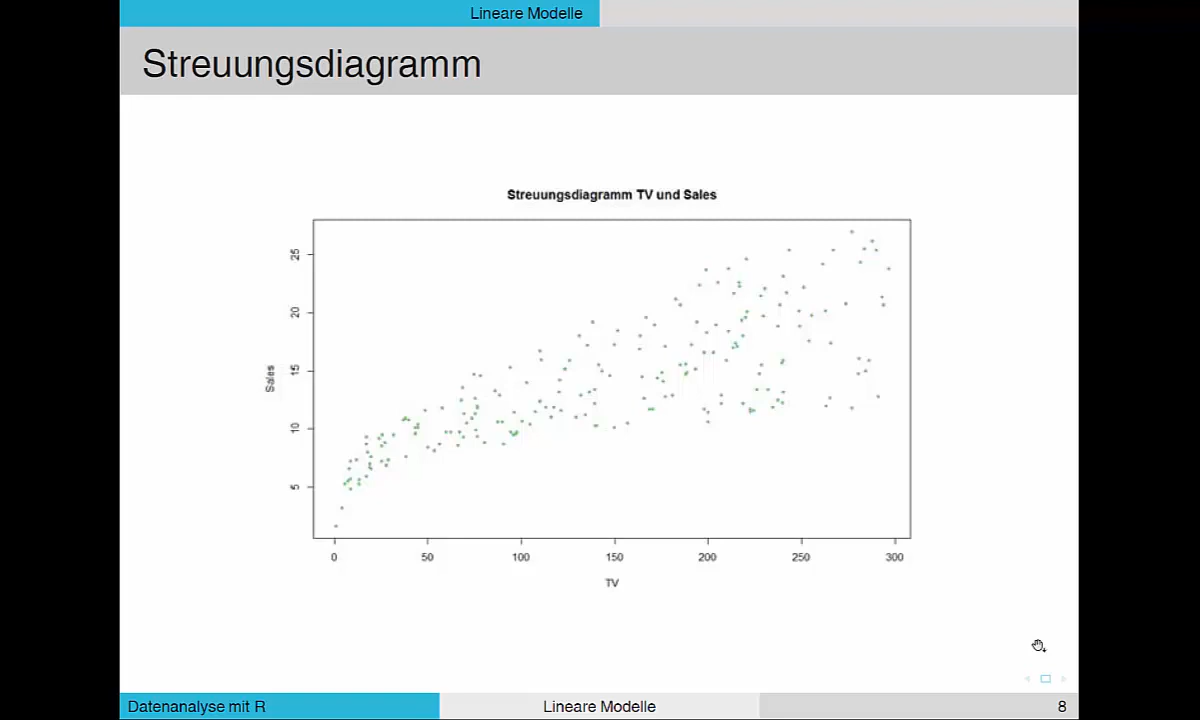 Lineare Modelle
Streuungsdiagramm
Streuungsdiagramm TV und Sales
25
20
15
10
5
Sales
0 50 100 150 200 250 300
TV
Datenanalyse mit R Lineare Modelle 8